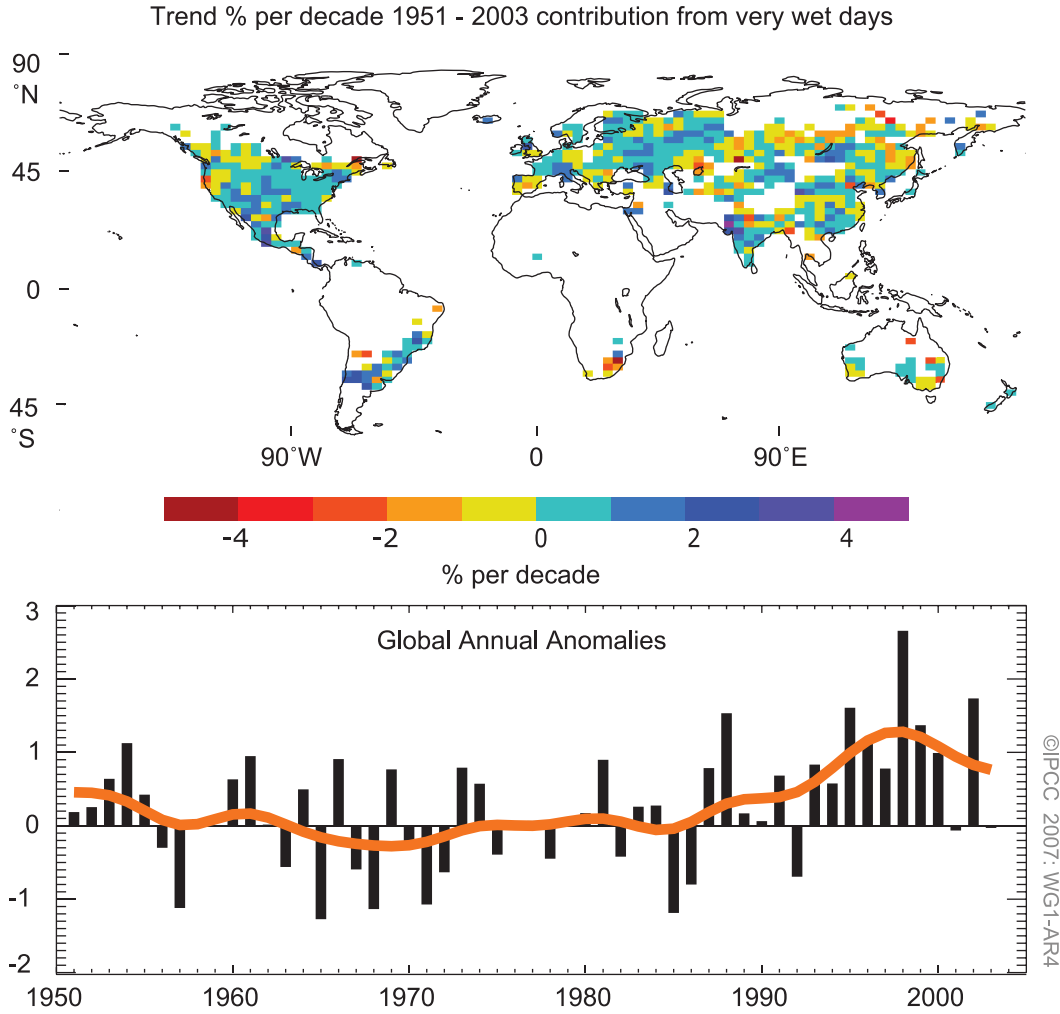 Trend % per decade 1951 - 2003 contribution from very wet days
90
˚N
45
0
45
˚S
90˚W 0 90˚E
-4 -2 0 2 4
% per decade
Global Annual Anomalies
3
2
1
0
-1
-2
1950 1960 1970 1980 1990 2000
©IPCC 2007: WG1-AR4